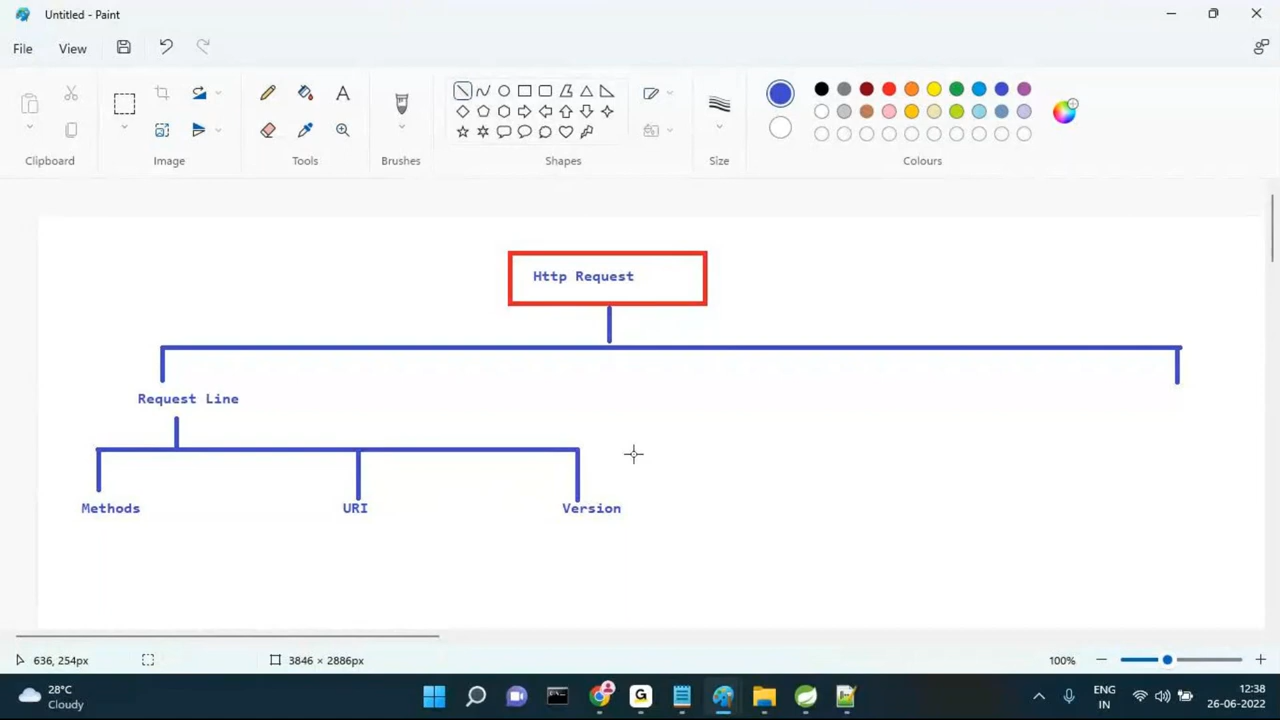 Untitled - Paint
File View
Clipboard Image Tools Brushes Shapes Size Colours
Http Request
Request Line
Methods URI Version
636, 254px 3846 × 2886px 100%
28°C
Cloudy
ENG
IN
12:38
26-06-2022